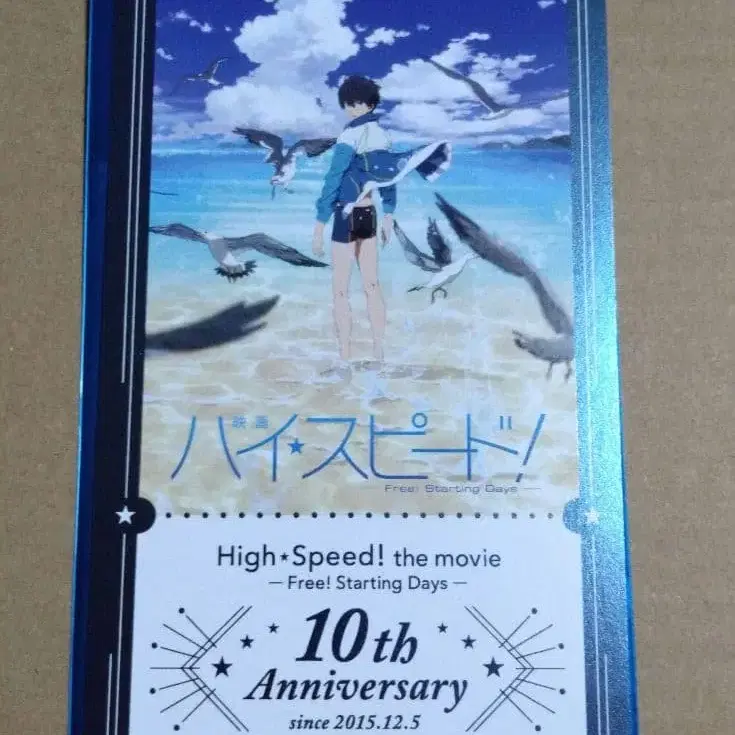 映画
ハイ★スピード!
Free! Starting Days
High★Speed! the movie
— Free! Starting Days —
10th
Anniversary
since 2015.12.5